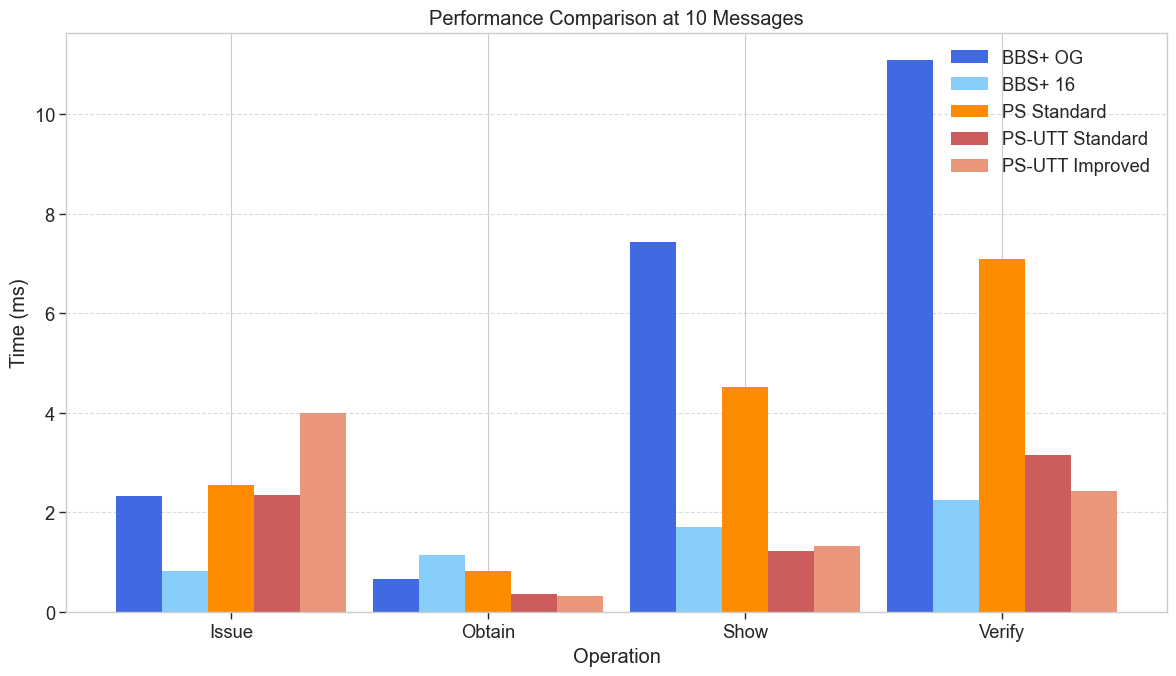 Performance Comparison at 10 Messages
BBS+ OG
BBS+ 16
PS Standard
PS-UTT Standard
PS-UTT Improved
Time (ms)
10
8
6
4
2
0
Issue
Obtain
Show
Verify
Operation